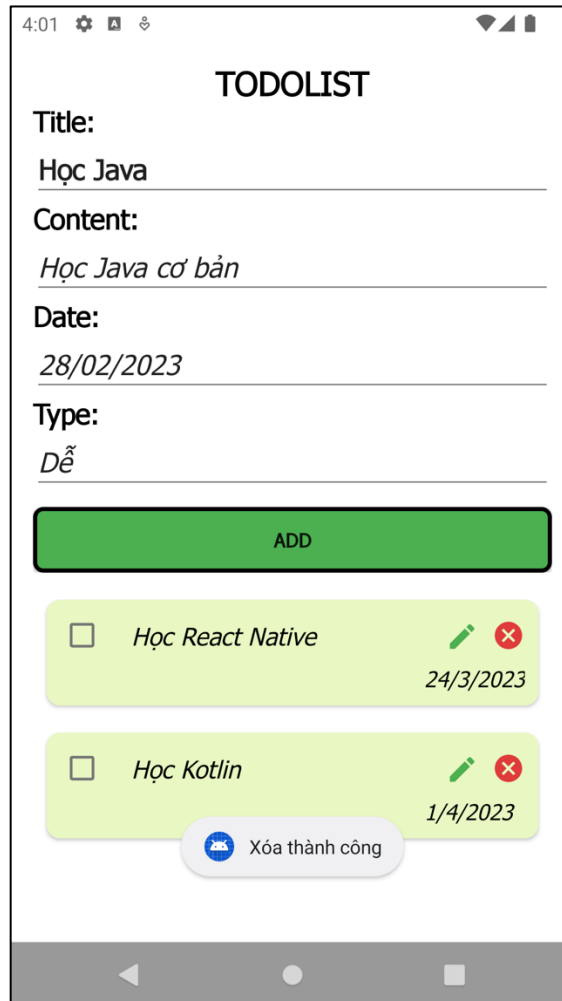 4:01
TODOLIST
Title:
Học Java
Content:
Học Java cơ bản
Date:
28/02/2023
Type:
Dễ
ADD
Học React Native
24/3/2023
Học Kotlin
1/4/2023
Xóa thành công